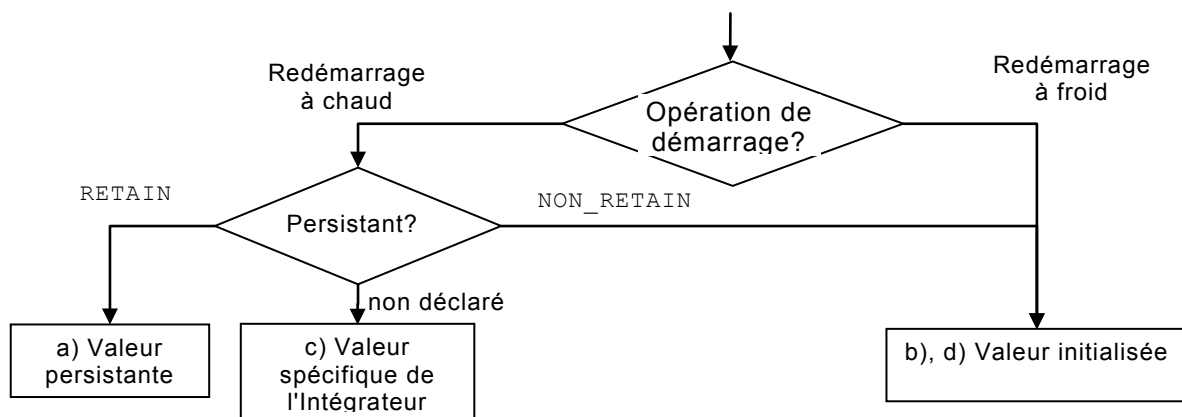 Redémarrage
à chaud
Opération de
démarrage?
Redémarrage
à froid
RETAIN
Persistant?
NON_RETAIN
non déclaré
a) Valeur
persistante
c) Valeur
spécifique de
l'Intégrateur
b), d) Valeur initialisée